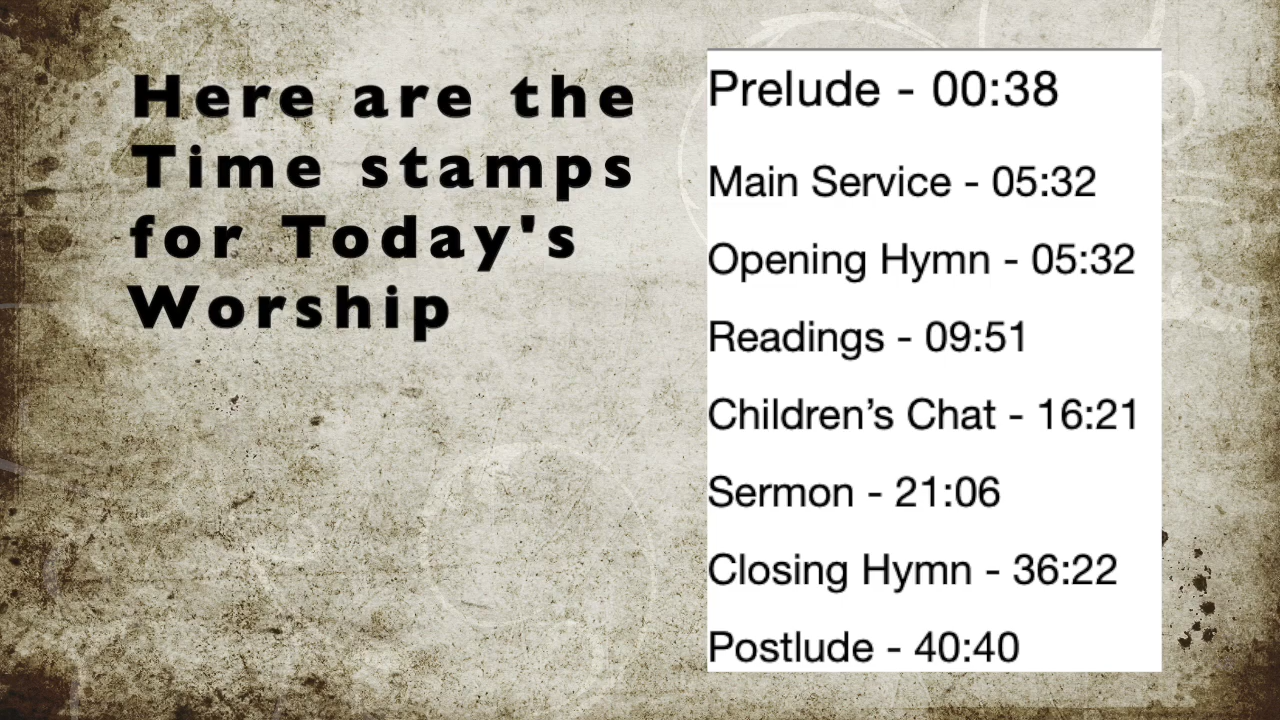 Here are the
Time stamps
for Today's
Worship
Prelude - 00:38
Main Service - 05:32
Opening Hymn - 05:32
Readings - 09:51
Children’s Chat - 16:21
Sermon - 21:06
Closing Hymn - 36:22
Postlude - 40:40